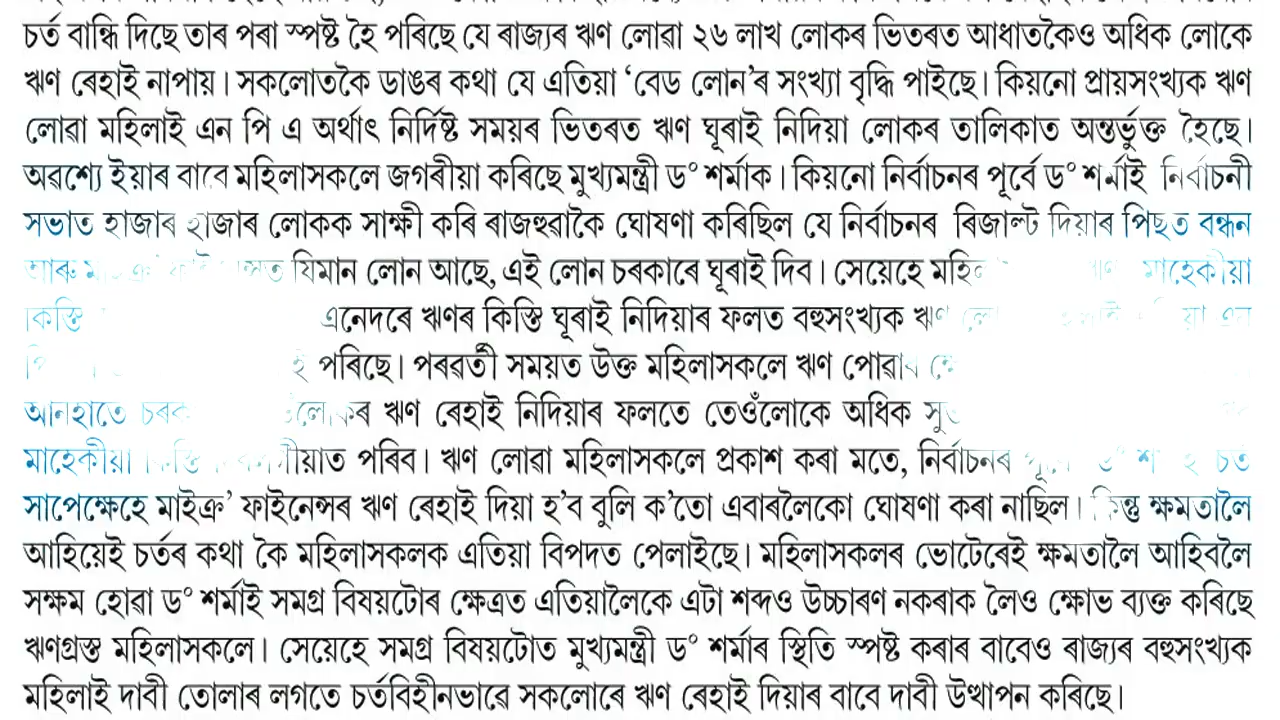 চৰ্ত বান্ধি দিছে তাৰ পৰা স্পষ্ট হৈ পৰিছে যে ৰাজ্যৰ ঋণ লোৱা ২৬ লাখ লোকৰ ভিতৰত আধাতকৈও অধিক লোকে
ঋণ ৰেহাই নাপায়। সকলোতকৈ ডাঙৰ কথা যে এতিয়া ‘বেড লোন’ৰ সংখ্যা বৃদ্ধি পাইছে। কিয়নো প্ৰায়সংখ্যক ঋণ
লোৱা মহিলাই এন পি এ অৰ্থাৎ নিৰ্দিষ্ট সময়ৰ ভিতৰত ঋণ ঘূৰাই নিদিয়া লোকৰ তালিকাত অন্তৰ্ভুক্ত হৈছে।
অৱশ্যে ইয়াৰ বাবে মহিলাসকলে জগৰীয়া কৰিছে মুখ্যমন্ত্ৰী ড° শৰ্মাক। কিয়নো নিৰ্বাচনৰ পূৰ্বে ড° শৰ্মাই নিৰ্বাচনী
সভাত হাজাৰ হাজাৰ লোকক সাক্ষী কৰি ৰাজহুৱাকৈ ঘোষণা কৰিছিল যে নিৰ্বাচনৰ ৰিজাল্ট দিয়াৰ পিছত বন্ধন
আৰু যিমান লোন আছে, এই লোন চৰকাৰে ঘূৰাই দিব। সেয়েহে মাহেকীয়া
কিস্তি এনেদৰে ঋণৰ কিস্তি ঘূৰাই নিদিয়াৰ ফলত বহুসংখ্যক ঋণ এন
পৰিছে। পৰৱৰ্তী সময়ত উক্ত মহিলাসকলে ঋণ পোৱাৰ
আনহাতে ঋণ ৰেহাই নিদিয়াৰ ফলতে তেওঁলোকে অধিক
মাহেকীয়া পৰিব। ঋণ লোৱা মহিলাসকলে প্ৰকাশ কৰা মতে, নিৰ্বাচনৰ চৰ্ত
সাপেক্ষেহে মাইক্ৰ’ ফাইনেন্সৰ ঋণ ৰেহাই দিয়া হ’ব বুলি ক’তো এবাৰলৈকো ঘোষণা কৰা নাছিল। কিন্তু ক্ষমতালৈ
আহিয়েই চৰ্তৰ কথা কৈ মহিলাসকলক এতিয়া বিপদত পেলাইছে। মহিলাসকলৰ ভোটেৰেই ক্ষমতালৈ আহিবলৈ
সক্ষম হোৱা ড° শৰ্মাই সমগ্ৰ বিষয়টোৰ ক্ষেত্ৰত এতিয়ালৈকে এটা শব্দও উচ্চাৰণ নকৰাক লৈও ক্ষোভ ব্যক্ত কৰিছে
ঋণগ্ৰস্ত মহিলাসকলে। সেয়েহে সমগ্ৰ বিষয়টোত মুখ্যমন্ত্ৰী ড° শৰ্মাৰ স্থিতি স্পষ্ট কৰাৰ বাবেও ৰাজ্যৰ বহুসংখ্যক
মহিলাই দাবী তোলাৰ লগতে চৰ্তবিহীনভাৱে সকলোৰে ঋণ ৰেহাই দিয়াৰ বাবে দাবী উত্থাপন কৰিছে।